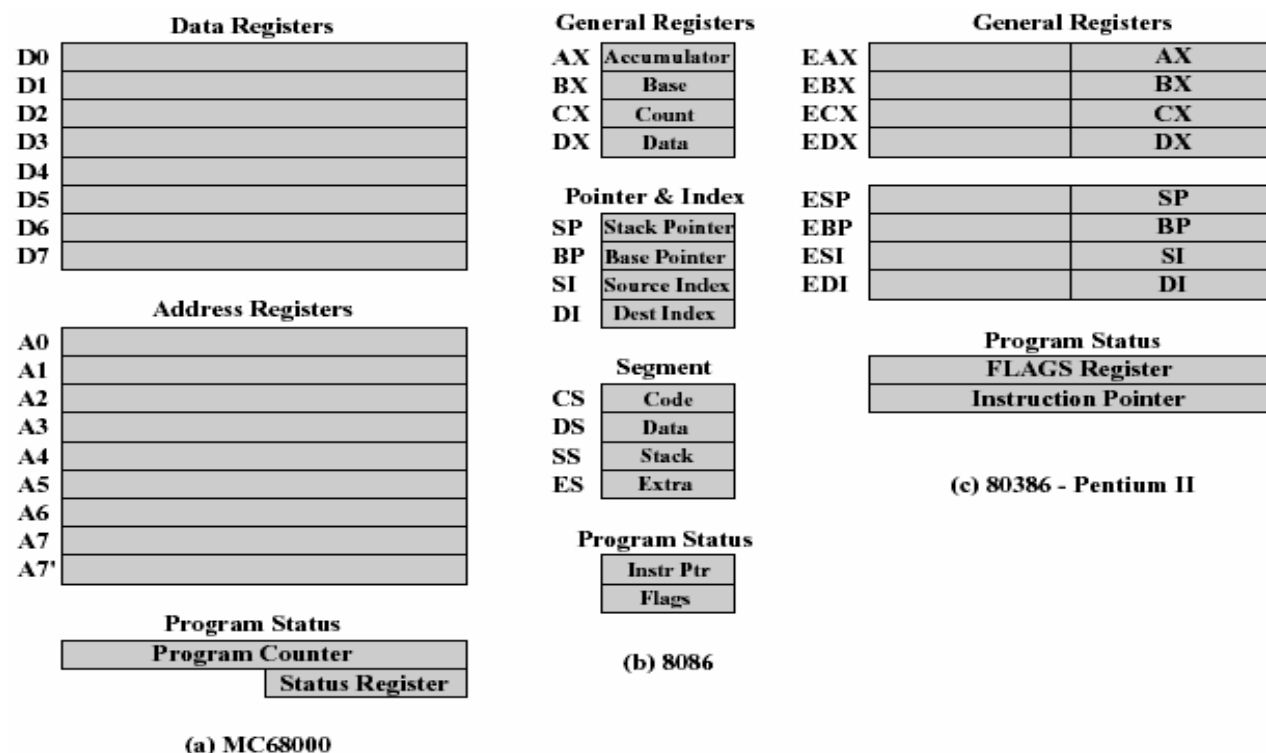 Data Registers
D0
D1
D2
D3
D4
D5
D6
D7
Address Registers
A0
A1
A2
A3
A4
A5
A6
A7
A7'
Program Status
Program Counter
Status Register
(a) MC68000
General Registers
AX Accumulator
BX Base
CX Count
DX Data
Pointer & Index
SP Stack Pointer
BP Base Pointer
SI Source Index
DI Dest Index
Segment
CS Code
DS Data
SS Stack
ES Extra
Program Status
Instr Ptr
Flags
(b) 8086
General Registers
EAX AX
EBX BX
ECX CX
EDX DX
ESP SP
EBP BP
ESI SI
EDI DI
Program Status
FLAGS Register
Instruction Pointer
(c) 80386 - Pentium II